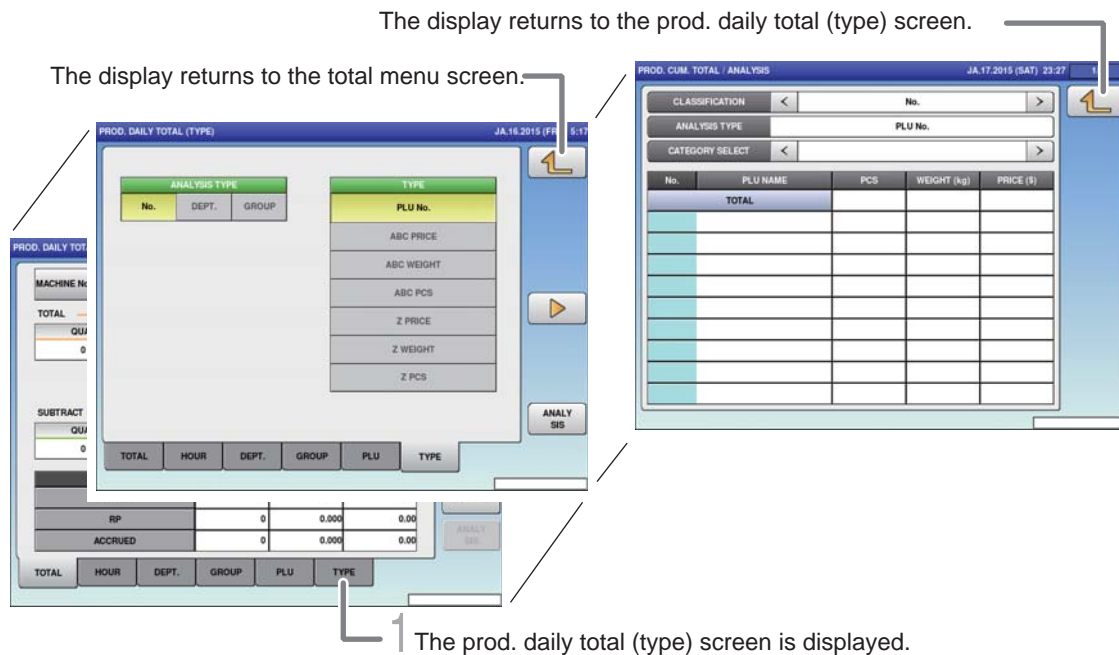 The display returns to the prod. daily total (type) screen.
The display returns to the total menu screen.
PROD. CUM. TOTAL / ANALYSIS JA.17.2015 (SAT) 23:27
CLASSIFICATION < No. >
ANALYSIS TYPE PLU No.
CATEGORY SELECT < >
No. PLU NAME PCS WEIGHT (kg) PRICE ($)
TOTAL
PROD. DAILY TOTAL (TYPE) JA.16.2015 (FR 5:17
ANALYSIS TYPE
No. DEPT. GROUP
TYPE
PLU No.
ABC PRICE
ABC WEIGHT
ABC PCS
Z PRICE
Z WEIGHT
Z PCS
ANALY
SIS
TOTAL HOUR DEPT. GROUP PLU TYPE
PROD. DAILY TOT
MACHINE No
TOTAL
QUA
0
SUBTRACT
QUA
0
RP 0 0.000 0.00
ACCRUED 0 0.000 0.00
ANALY
SIS
TOTAL HOUR DEPT. GROUP PLU TYPE
1 The prod. daily total (type) screen is displayed.